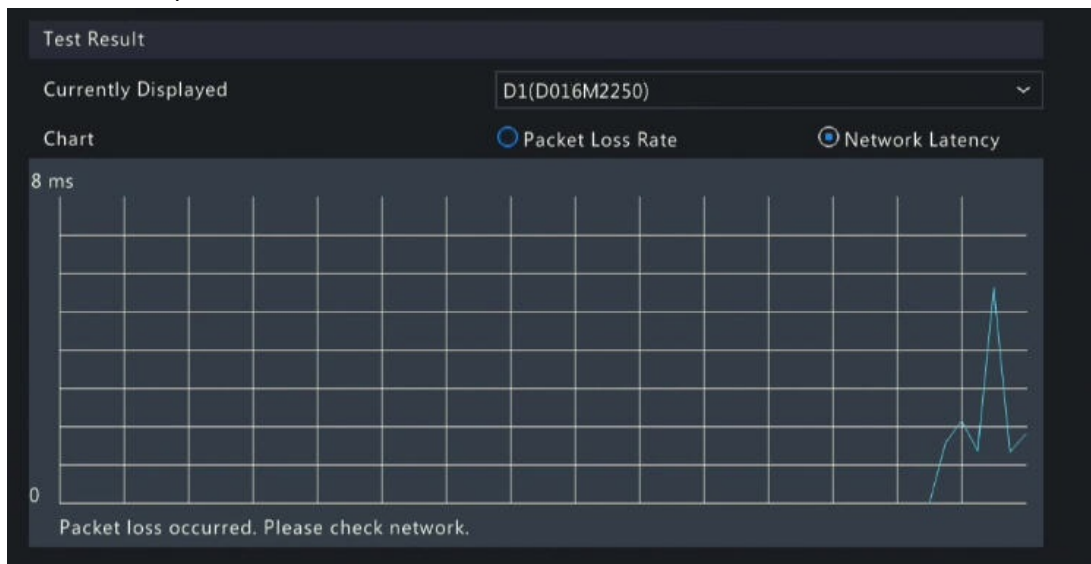 Test Result
Currently Displayed D1(D016M2250)
Chart Packet Loss Rate Network Latency
8 ms
0
Packet loss occurred. Please check network.